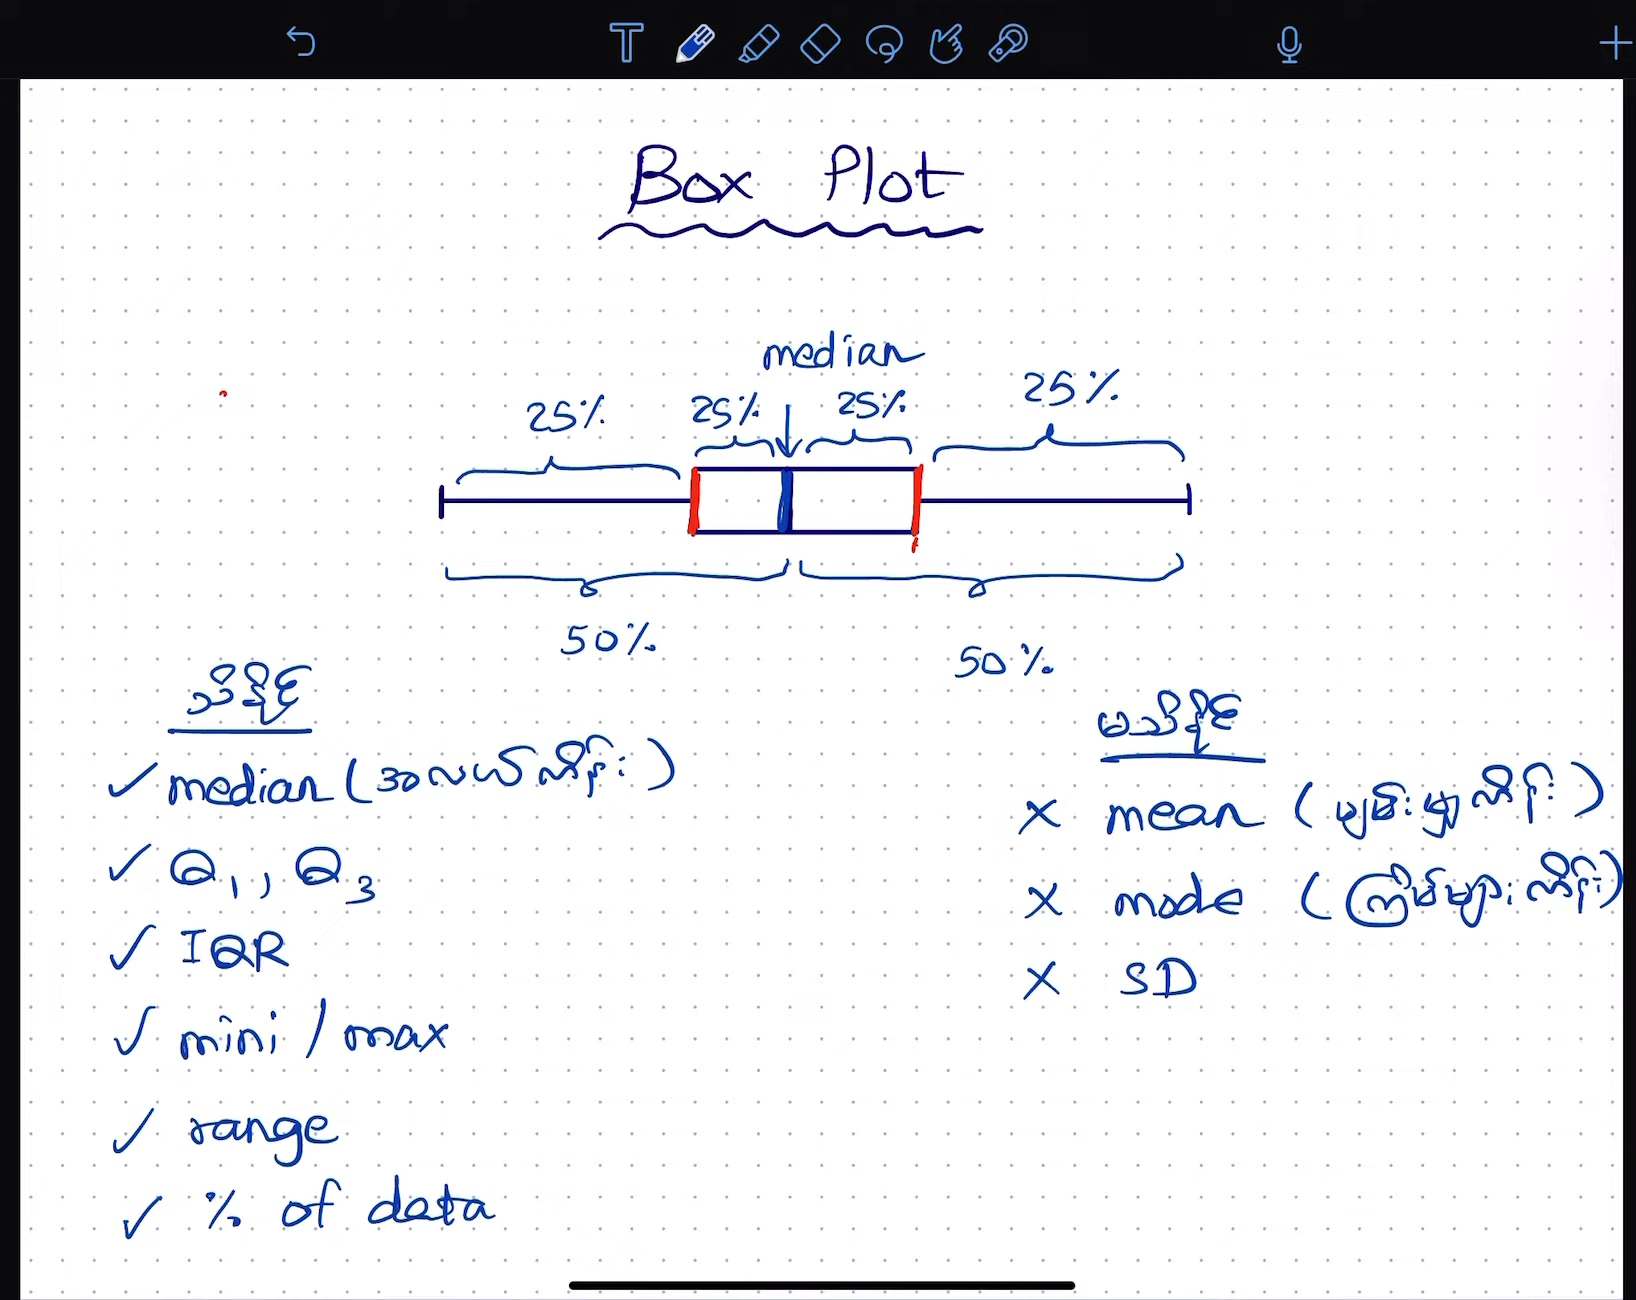 Box Plot
median
25% 25% 25% 25%
50% 50%
သိနိုင်
✓ median (အလယ်ကိန်း)
✓ Q1, Q3
✓ IQR
✓ mini / max
✓ range
✓ % of data
မသိနိုင်
X mean (ပျမ်းမျှကိန်း)
X mode (ကြိမ်များကိန်း)
X SD